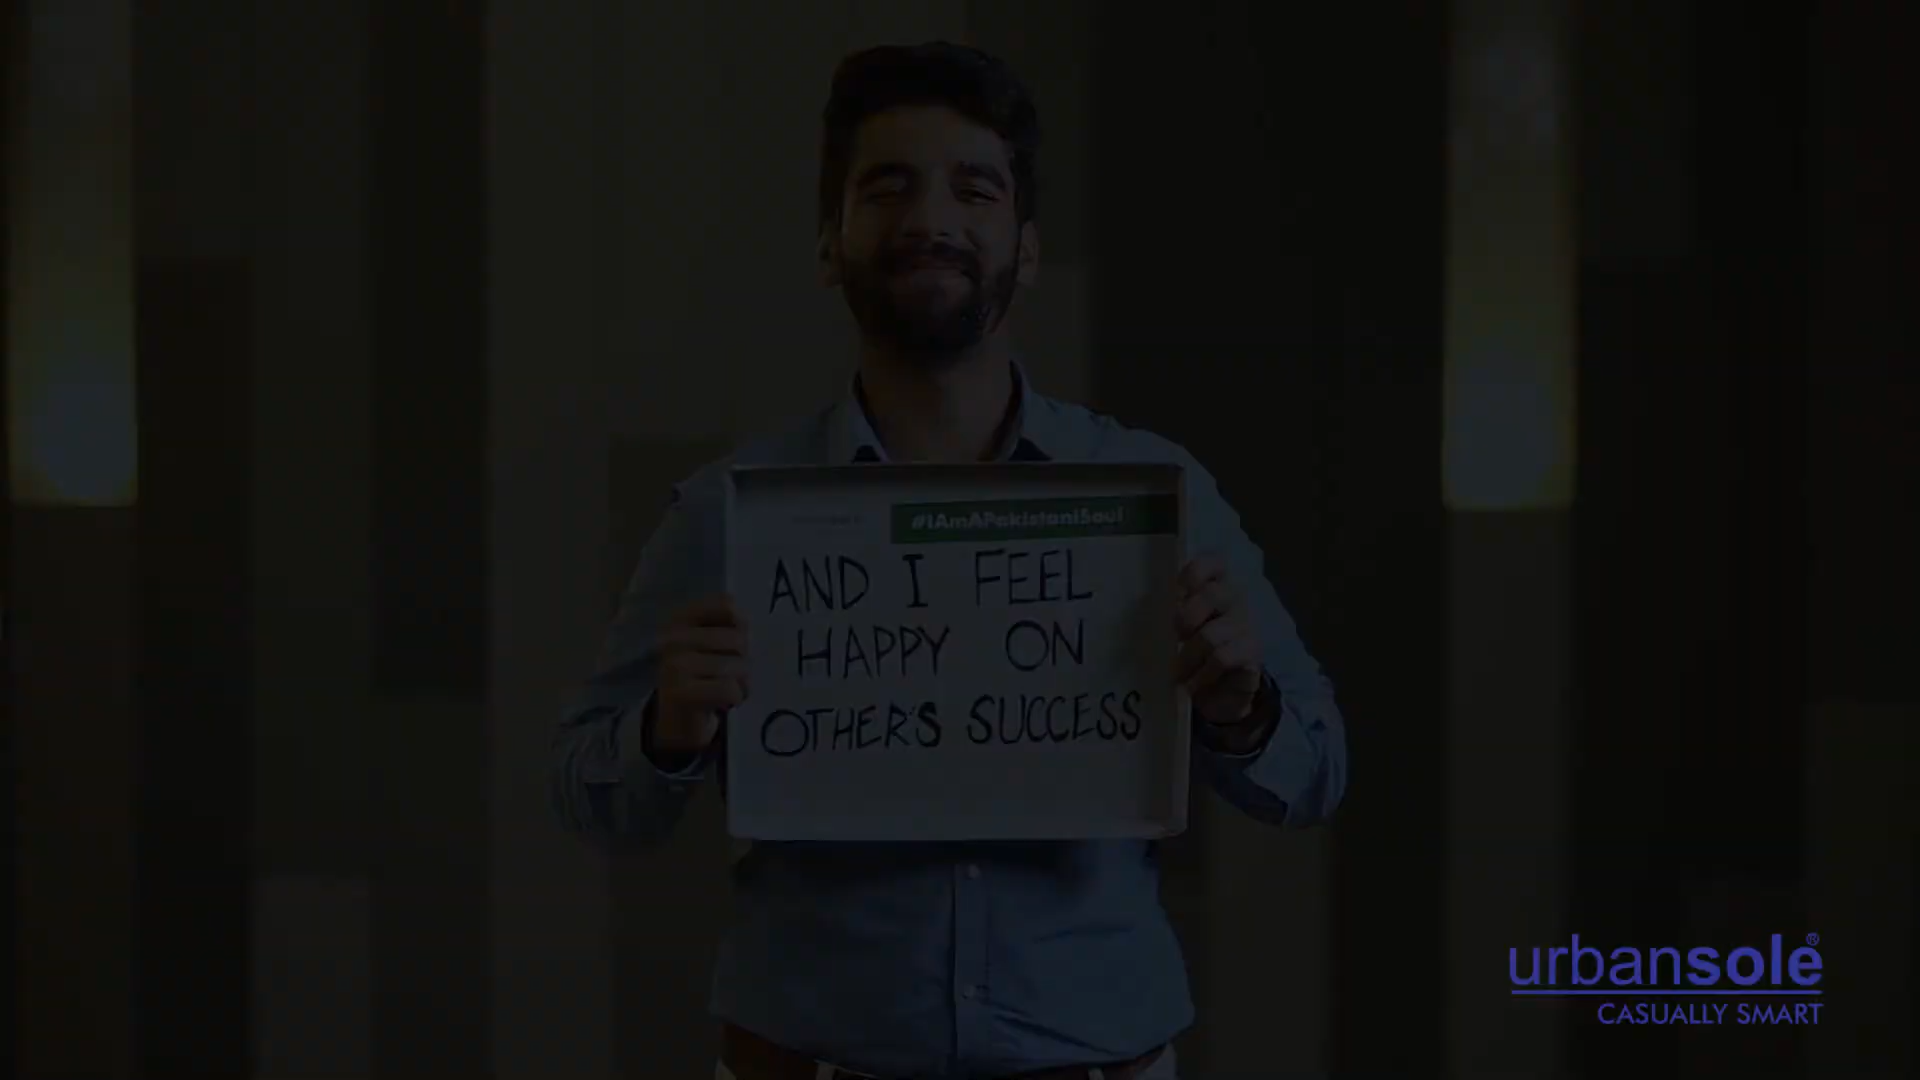 #IAmAPakistaniSoul
AND I FEEL
HAPPY ON
OTHER'S SUCCESS
urbansole®
CASUALLY SMART